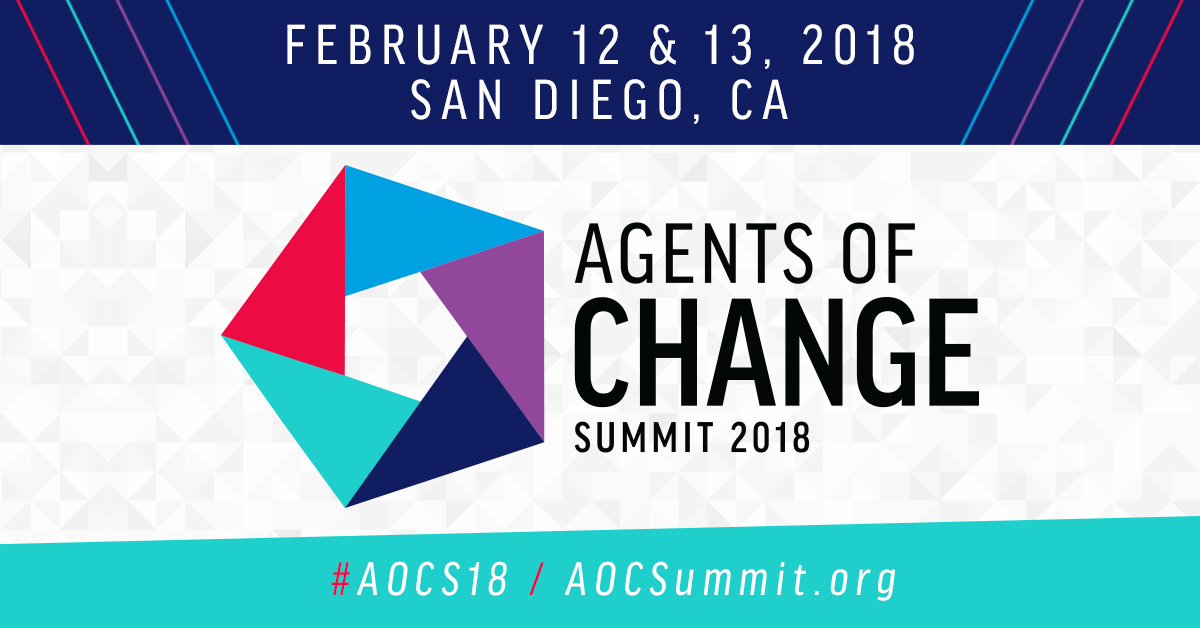 FEBRUARY 12 & 13, 2018
SAN DIEGO, CA
AGENTS OF
CHANGE
SUMMIT 2018
#AOCS18 / AOCSummit.org